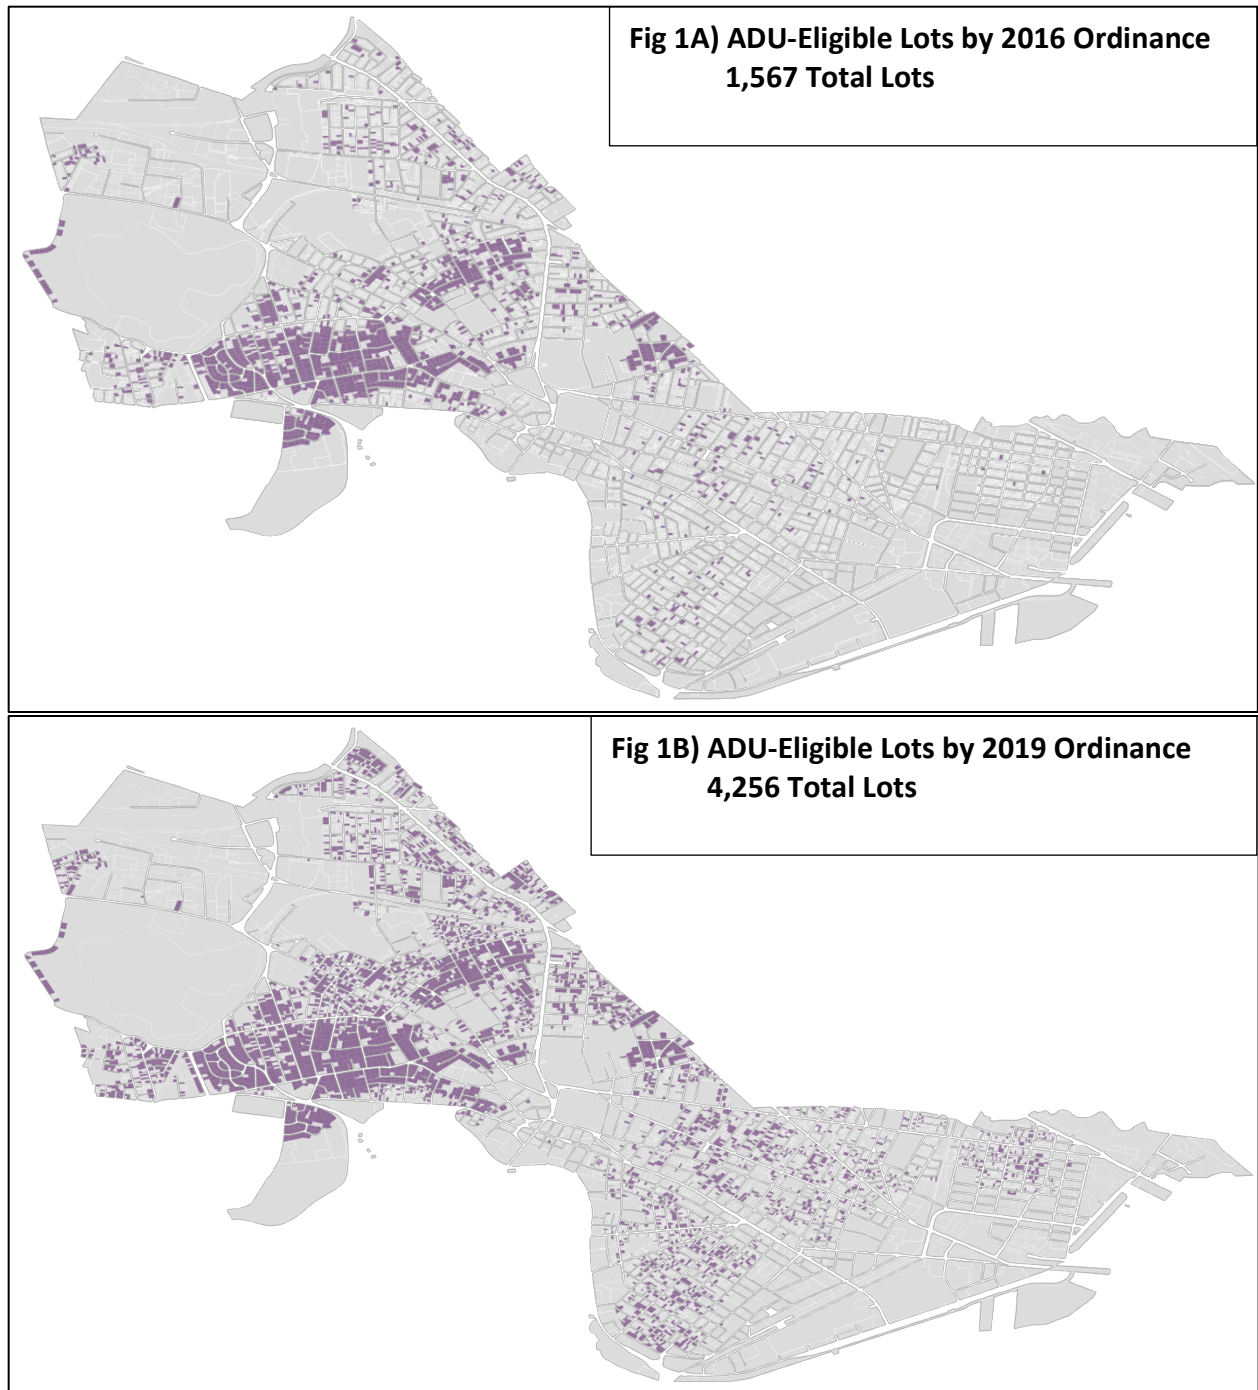 Fig 1A) ADU-Eligible Lots by 2016 Ordinance
1,567 Total Lots
Fig 1B) ADU-Eligible Lots by 2019 Ordinance
4,256 Total Lots